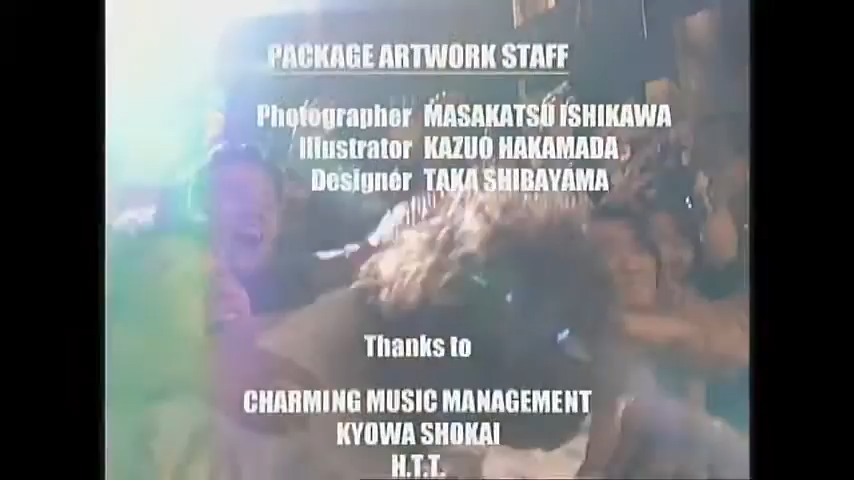 PACKAGE ARTWORK STAFF
Photographer MASAKATSU ISHIKAWA
Illustrator KAZUO HAKAMADA
Designer TAKA SHIBAYAMA
Thanks to
CHARMING MUSIC MANAGEMENT
KYOWA SHOKAI
H.T.T.